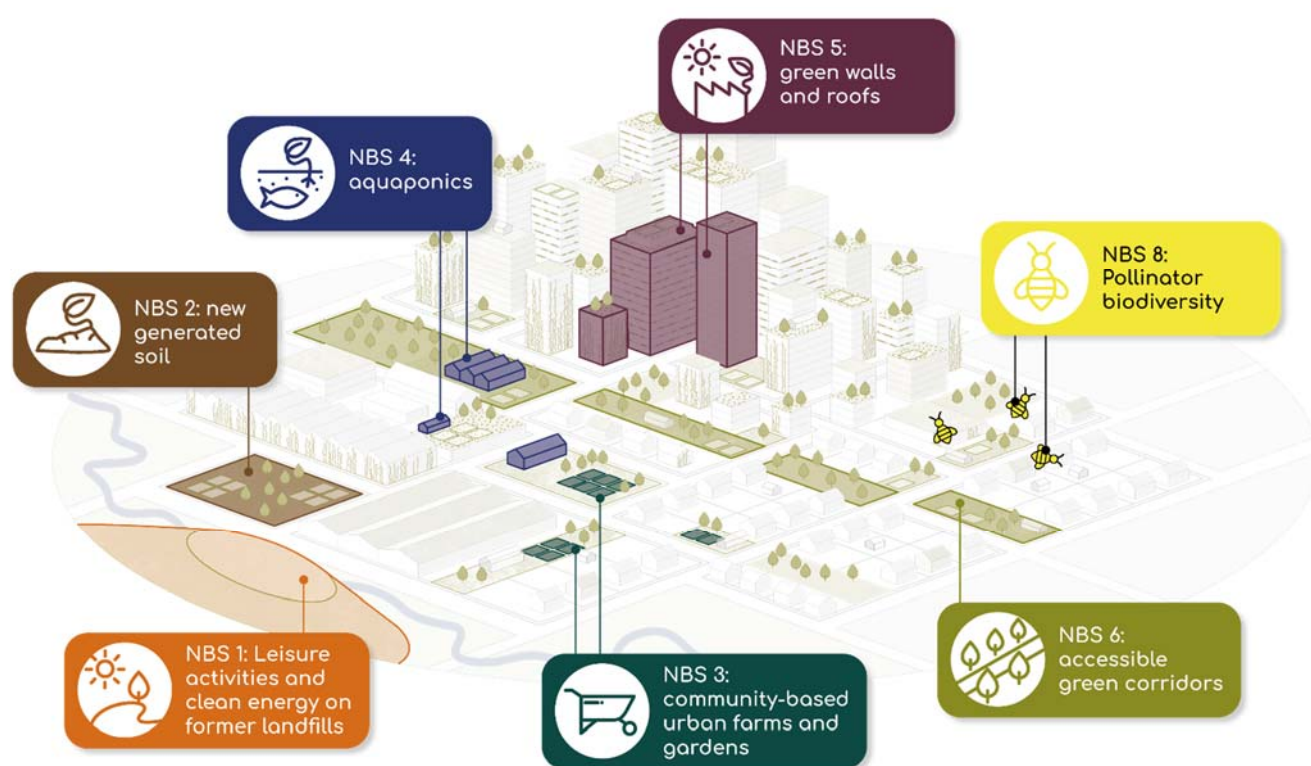 NBS 5:
green walls
and roofs
NBS 4:
aquaponics
NBS 8:
Pollinator
biodiversity
NBS 2: new
generated
soil
NBS 6:
accessible
green corridors
NBS 1: Leisure
activities and
clean energy on
former landfills
NBS 3:
community-based
urban farms and
gardens